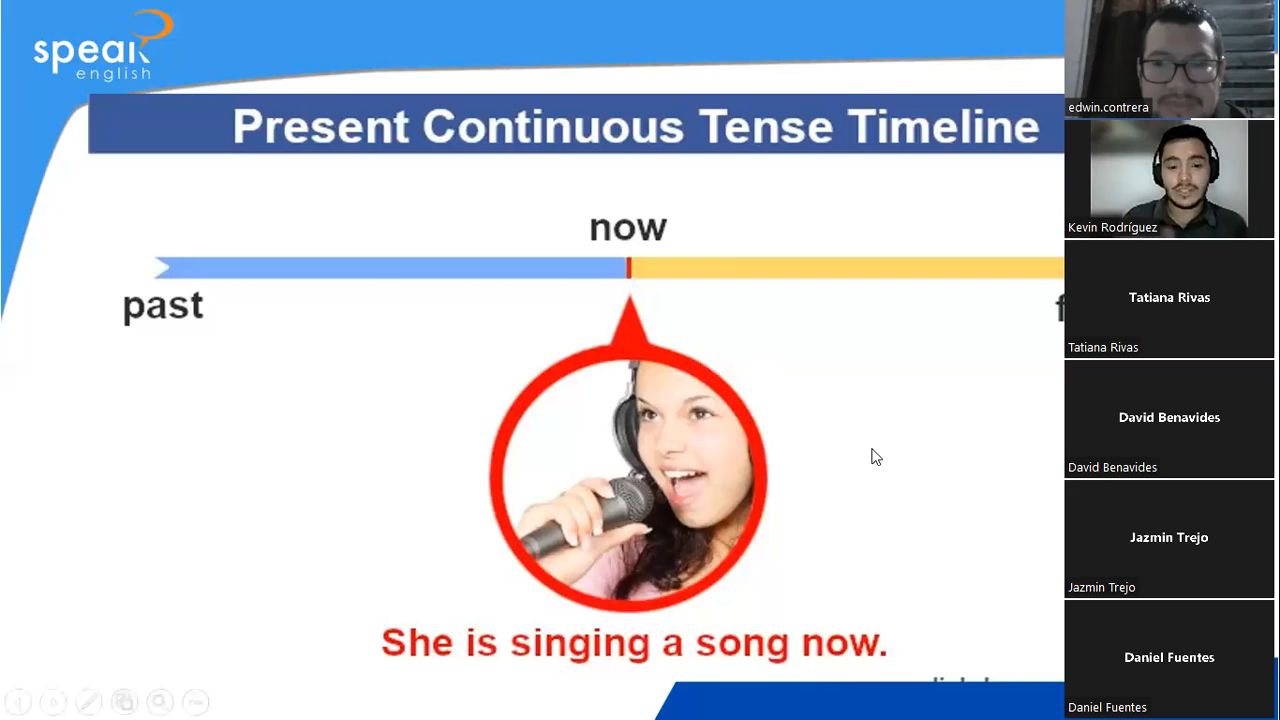 speak
english
Present Continuous Tense Timeline
now
past
She is singing a song now.
edwin.contrera
Kevin Rodríguez
Tatiana Rivas
Tatiana Rivas
David Benavides
David Benavides
Jazmin Trejo
Jazmin Trejo
Daniel Fuentes
Daniel Fuentes